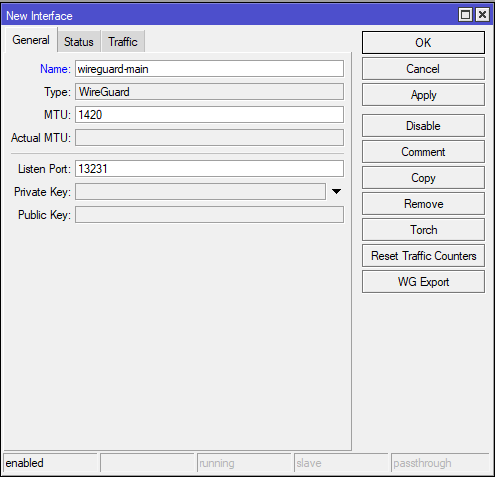 New Interface
General Status Traffic
Name: wireguard-main
Type: WireGuard
MTU: 1420
Actual MTU:
Listen Port: 13231
Private Key:
Public Key:
OK
Cancel
Apply
Disable
Comment
Copy
Remove
Torch
Reset Traffic Counters
WG Export
enabled running slave passthrough